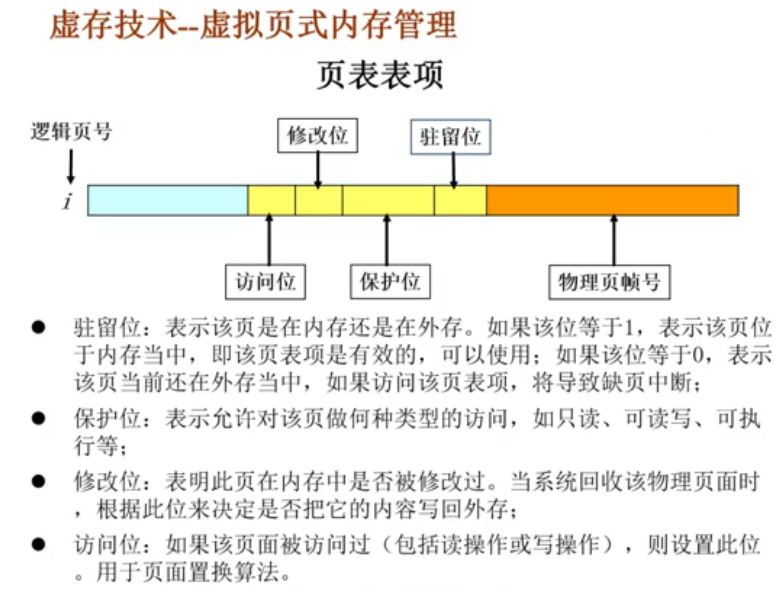 虚存技术--虚拟页式内存管理
页表表项
逻辑页号
修改位
驻留位
i
访问位
保护位
物理页帧号
● 驻留位：表示该页是在内存还是在外存。如果该位等于1，表示该页位
于内存当中，即该页表项是有效的，可以使用；如果该位等于0，表示
该页当前还在外存当中，如果访问该页表项，将导致缺页中断；
● 保护位：表示允许对该页做何种类型的访问，如只读、可读写、可执
行等；
● 修改位：表明此页在内存中是否被修改过。当系统回收该物理页面时
，根据此位来决定是否把它的内容写回外存；
● 访问位：如果该页面被访问过（包括读操作或写操作），则设置此位
。用于页面置换算法。